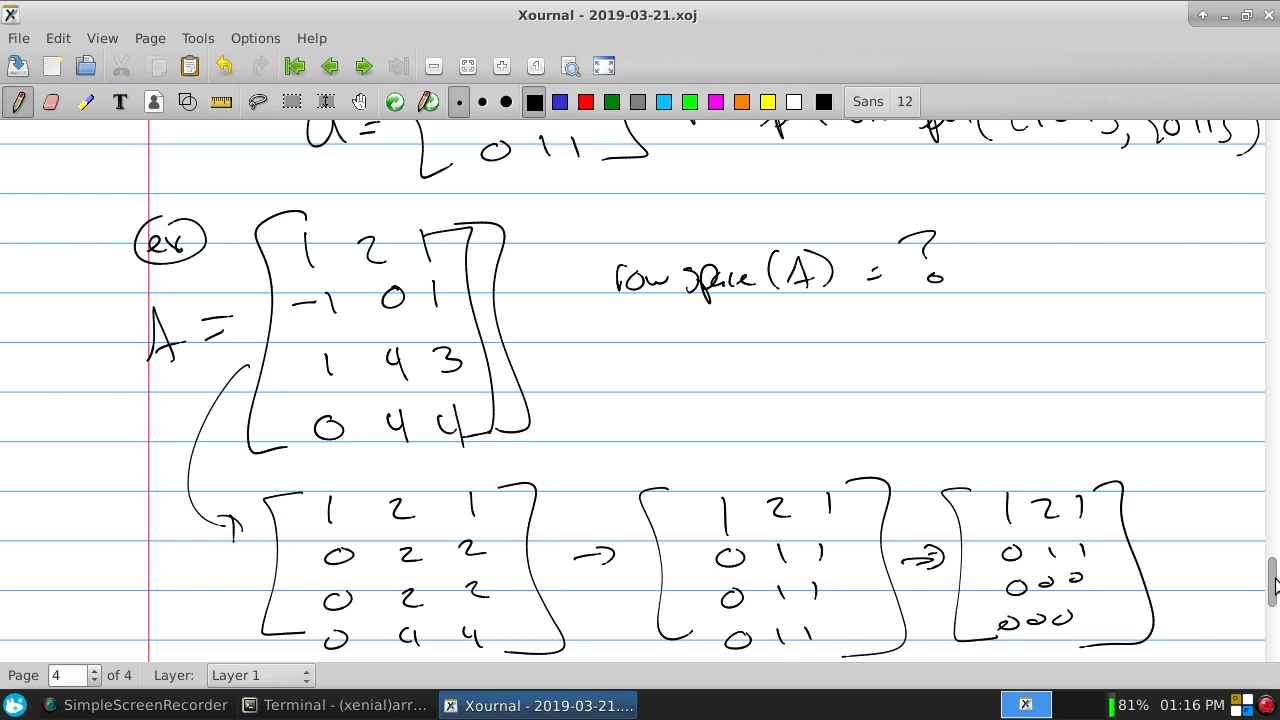 Xournal - 2019-03-21.xoj
File Edit View Page Tools Options Help
Sans 12
U =
0 1 1
ex
A =
1 2 1
-1 0 1
1 4 3
0 4 4
row space (A) = ?
1 2 1
0 2 2
0 2 2
0 4 4
→
1 2 1
0 1 1
0 1 1
0 1 1
→
1 2 1
0 1 1
0 0 0
0 0 0
Page 4 of 4 Layer: Layer 1
SimpleScreenRecorder Terminal - (xenial)arr... Xournal - 2019-03-21.... 81% 01:16 PM